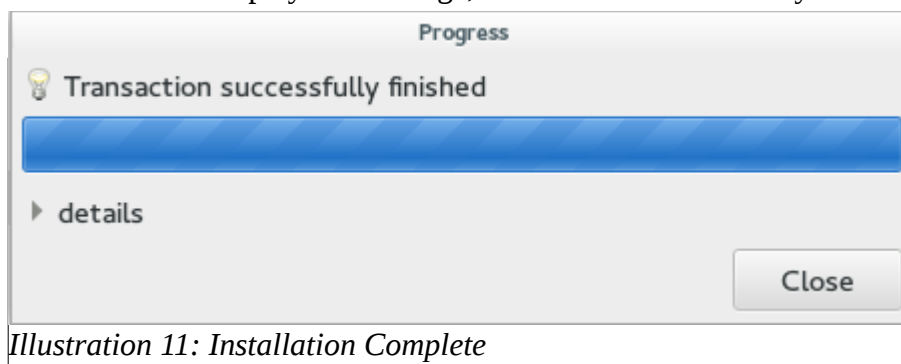 Progress
Transaction successfully finished
details
Close
Illustration 11: Installation Complete